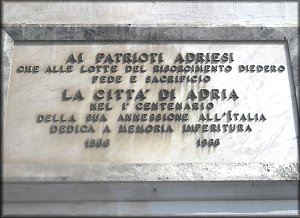 AI PATRIOTI ADRIESI
CHE ALLE LOTTE DEL RISORGIMENTO DIEDERO
FEDE E SACRIFICIO
LA CITTA' DI ADRIA
NEL 1° CENTENARIO
DELLA SUA ANNESSIONE ALL'ITALIA
DEDICA A MEMORIA IMPERITURA
1866 1966